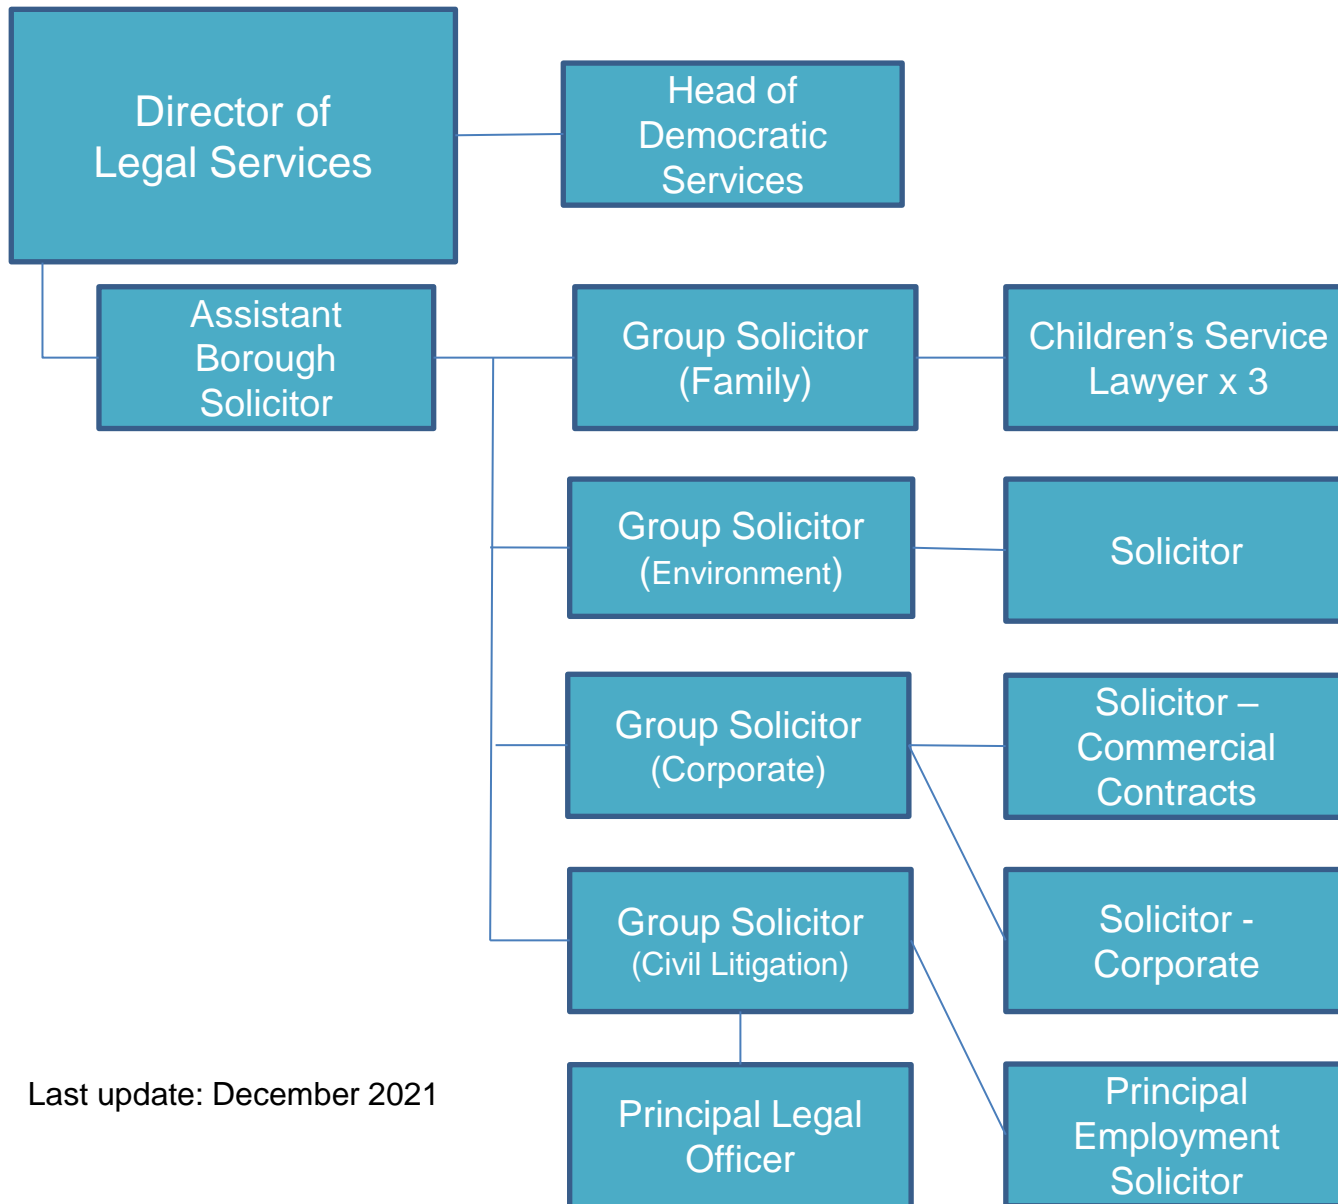 Director of
Legal Services
Head of
Democratic
Services
Assistant
Borough
Solicitor
Group Solicitor
(Family)
Children’s Service
Lawyer x 3
Group Solicitor
(Environment)
Solicitor
Group Solicitor
(Corporate)
Solicitor –
Commercial
Contracts
Group Solicitor
(Civil Litigation)
Solicitor -
Corporate
Last update: December 2021
Principal Legal
Officer
Principal
Employment
Solicitor